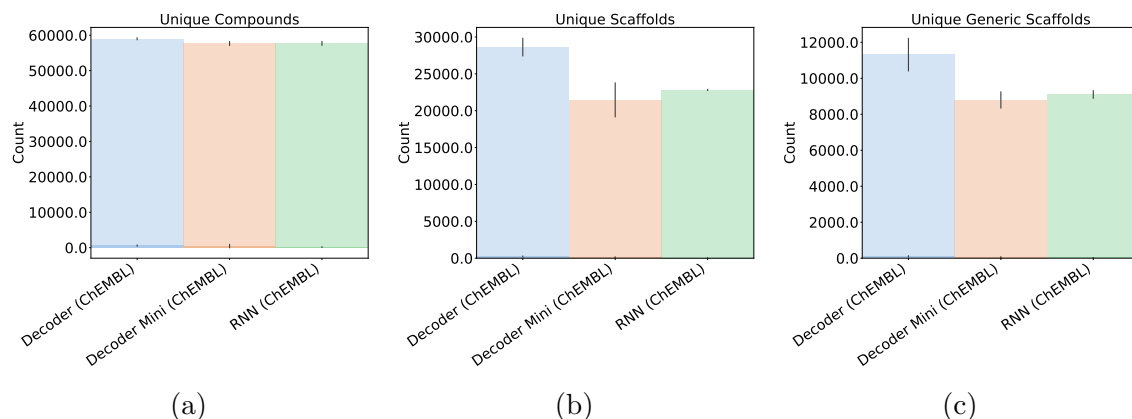 Unique Compounds
60000.0
50000.0
40000.0
30000.0
20000.0
10000.0
0.0
Count
Decoder (ChEMBL)
Decoder Mini (ChEMBL)
RNN (ChEMBL)
(a)
Unique Scaffolds
30000.0
25000.0
20000.0
15000.0
10000.0
5000.0
0.0
Count
Decoder (ChEMBL)
Decoder Mini (ChEMBL)
RNN (ChEMBL)
(b)
Unique Generic Scaffolds
12000.0
10000.0
8000.0
6000.0
4000.0
2000.0
0.0
Count
Decoder (ChEMBL)
Decoder Mini (ChEMBL)
RNN (ChEMBL)
(c)